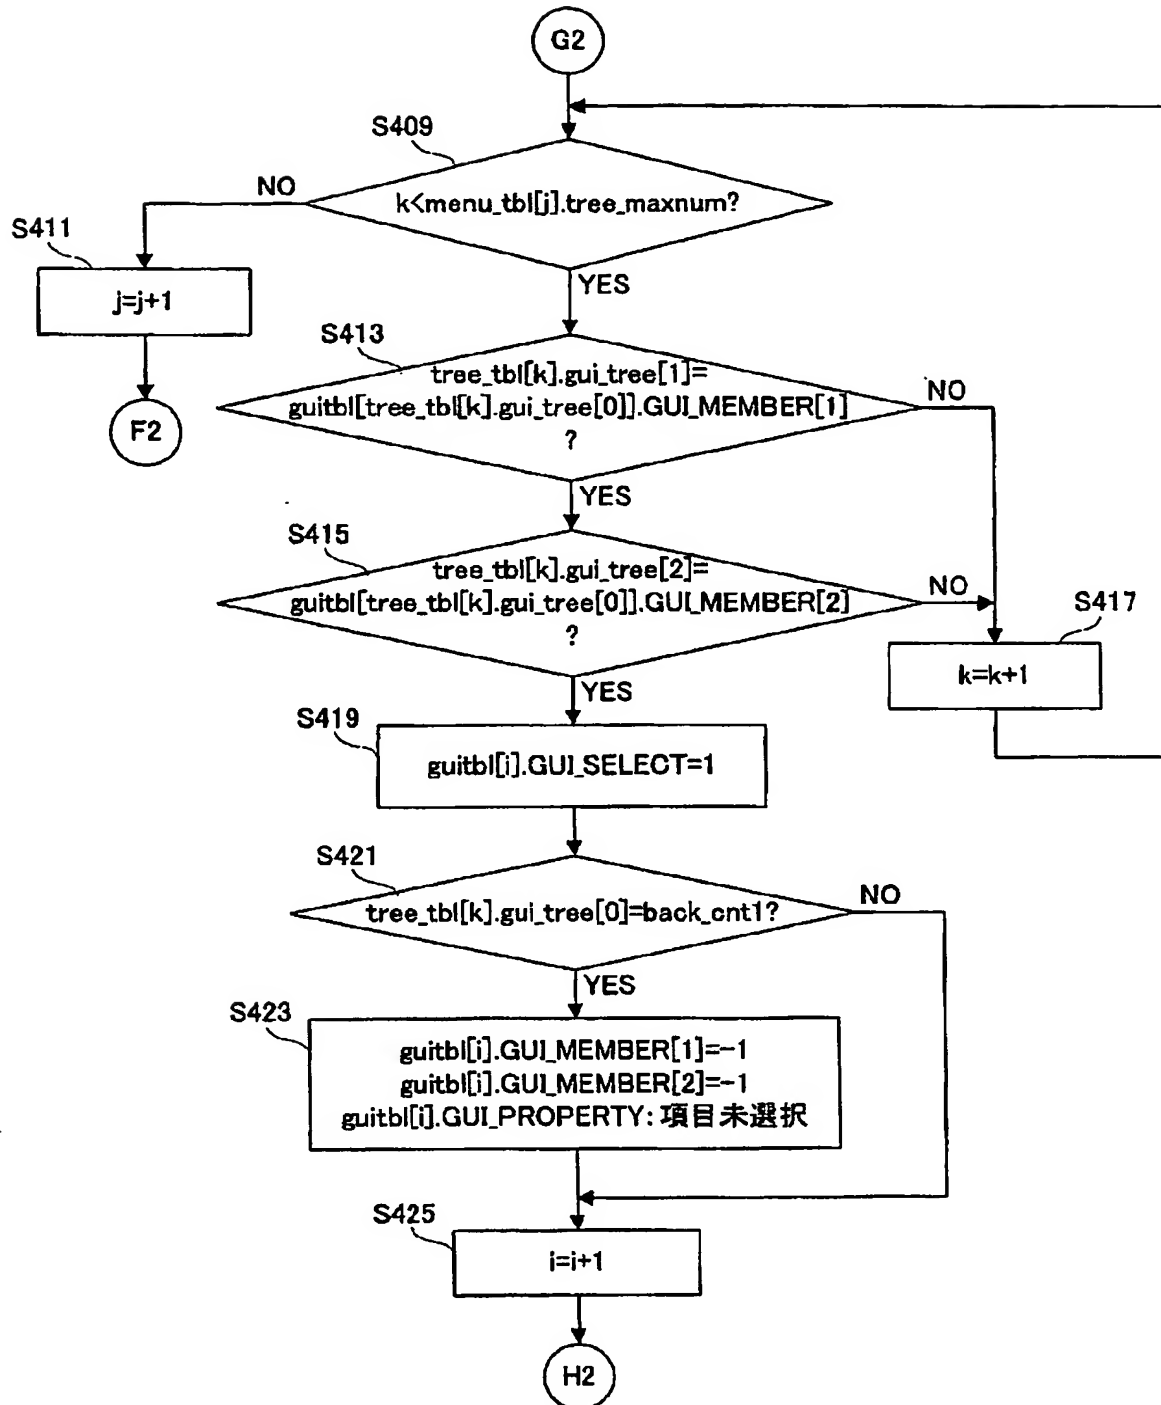 G2
S409
k<menu_tbl[j].tree_maxnum?
NO
YES
S411
j=j+1
F2
S413
tree_tbl[k].gui_tree[1]=
guitbl[tree_tbl[k].gui_tree[0]].GUI_MEMBER[1]
?
NO
YES
S415
tree_tbl[k].gui_tree[2]=
guitbl[tree_tbl[k].gui_tree[0]].GUI_MEMBER[2]
?
NO
YES
S417
k=k+1
S419
guitbl[i].GUI_SELECT=1
S421
tree_tbl[k].gui_tree[0]=back_cnt1?
NO
YES
S423
guitbl[i].GUI_MEMBER[1]=-1
guitbl[i].GUI_MEMBER[2]=-1
guitbl[i].GUI_PROPERTY:項目未選択
S425
i=i+1
H2